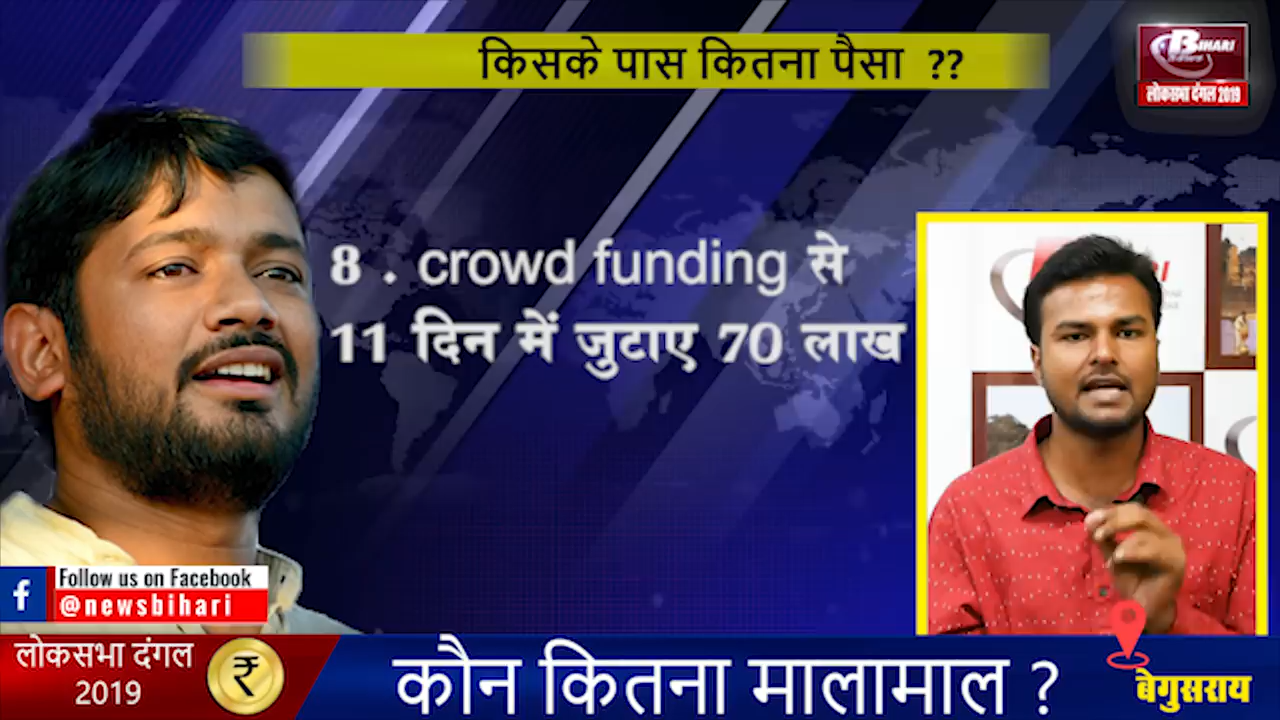 किसके पास कितना पैसा ??
BIHARI
लोकसभा दंगल 2019
8 . crowd funding से
11 दिन में जुटाए 70 लाख
Follow us on Facebook
@newsbihari
लोकसभा दंगल
2019
कौन कितना मालामाल ?
बेगुसराय